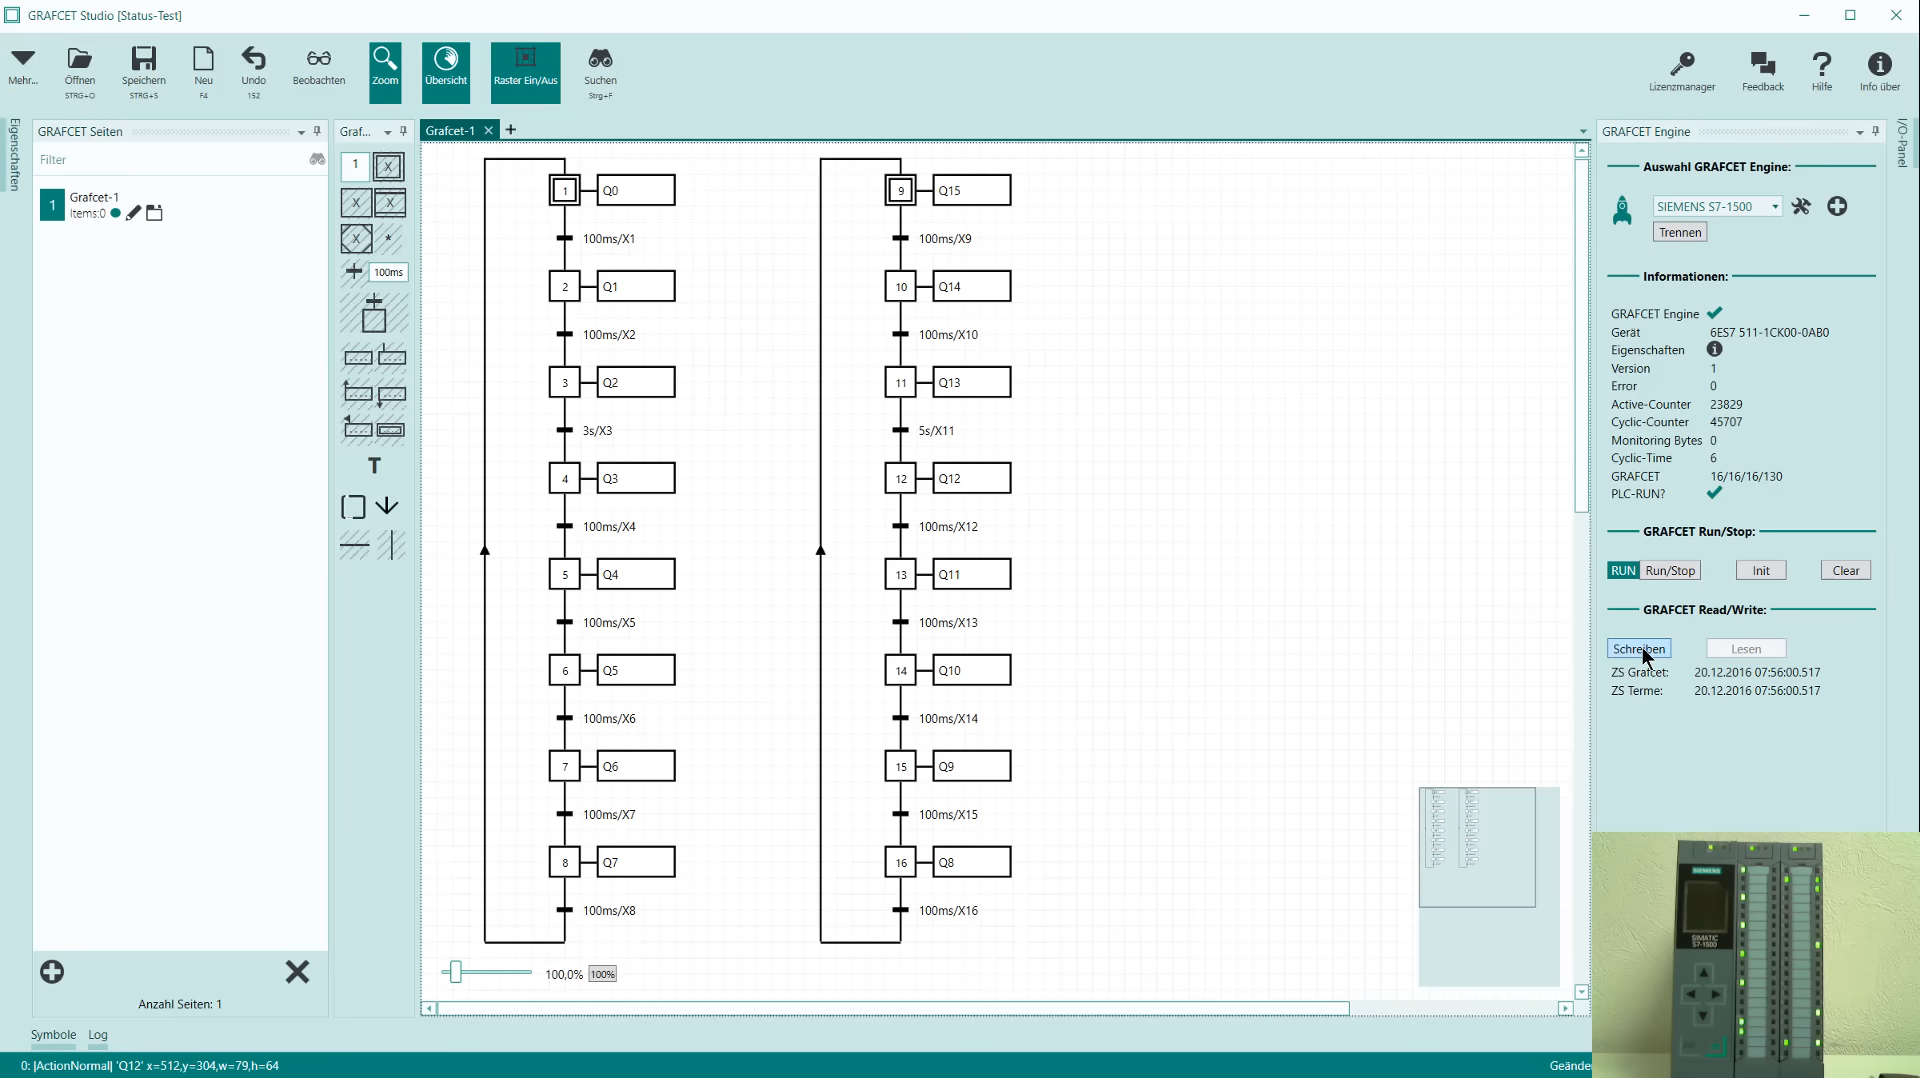 GRAFCET Studio [Status-Test]
Mehr...
Öffnen
STRG+O
Speichern
STRG+S
Neu
F4
Undo
152
Beobachten
Zoom
Übersicht
Raster Ein/Aus
Suchen
Strg+F
Lizenzmanager
Feedback
Hilfe
Info über
Eigenschaften
GRAFCET Seiten
Filter
1
Grafcet-1
Items:0
Anzahl Seiten: 1
Graf...
1
X
X
X
X
*
100ms
T
Grafcet-1
1 Q0
100ms/X1
2 Q1
100ms/X2
3 Q2
3s/X3
4 Q3
100ms/X4
5 Q4
100ms/X5
6 Q5
100ms/X6
7 Q6
100ms/X7
8 Q7
100ms/X8
9 Q15
100ms/X9
10 Q14
100ms/X10
11 Q13
5s/X11
12 Q12
100ms/X12
13 Q11
100ms/X13
14 Q10
100ms/X14
15 Q9
100ms/X15
16 Q8
100ms/X16
100,0% 100%
GRAFCET Engine
I/O-Panel
Auswahl GRAFCET Engine:
SIEMENS S7-1500
Trennen
Informationen:
GRAFCET Engine
Gerät 6ES7 511-1CK00-0AB0
Eigenschaften
Version 1
Error 0
Active-Counter 23829
Cyclic-Counter 45707
Monitoring Bytes 0
Cyclic-Time 6
GRAFCET 16/16/16/130
PLC-RUN?
GRAFCET Run/Stop:
RUN Run/Stop Init Clear
GRAFCET Read/Write:
Schreiben Lesen
ZS Grafcet: 20.12.2016 07:56:00.517
ZS Terme: 20.12.2016 07:56:00.517
SIEMENS
SIMATIC
S7-1500
Symbole Log
0: |ActionNormal| 'Q12' x=512,y=304,w=79,h=64
Geände